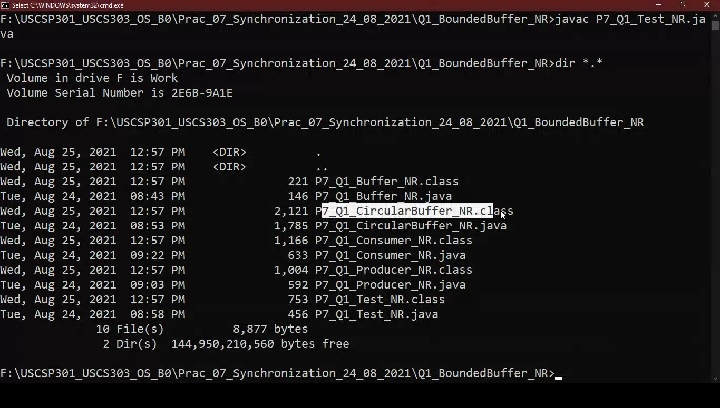 Select C:\WINDOWS\system32\cmd.exe
F:\USCSP301_USCS303_OS_B0\Prac_07_Synchronization_24_08_2021\Q1_BoundedBuffer_NR>javac P7_Q1_Test_NR.ja
va
F:\USCSP301_USCS303_OS_B0\Prac_07_Synchronization_24_08_2021\Q1_BoundedBuffer_NR>dir *.*
Volume in drive F is Work
Volume Serial Number is 2E6B-9A1E
Directory of F:\USCSP301_USCS303_OS_B0\Prac_07_Synchronization_24_08_2021\Q1_BoundedBuffer_NR
Wed, Aug 25, 2021 12:57 PM <DIR> .
Wed, Aug 25, 2021 12:57 PM <DIR> ..
Wed, Aug 25, 2021 12:57 PM 221 P7_Q1_Buffer_NR.class
Tue, Aug 24, 2021 08:43 PM 146 P7_Q1_Buffer_NR.java
Wed, Aug 25, 2021 12:57 PM 2,121 P7_Q1_CircularBuffer_NR.class
Tue, Aug 24, 2021 08:53 PM 1,785 P7_Q1_CircularBuffer_NR.java
Wed, Aug 25, 2021 12:57 PM 1,166 P7_Q1_Consumer_NR.class
Tue, Aug 24, 2021 09:22 PM 633 P7_Q1_Consumer_NR.java
Wed, Aug 25, 2021 12:57 PM 1,004 P7_Q1_Producer_NR.class
Tue, Aug 24, 2021 09:03 PM 592 P7_Q1_Producer_NR.java
Wed, Aug 25, 2021 12:57 PM 753 P7_Q1_Test_NR.class
Tue, Aug 24, 2021 08:58 PM 456 P7_Q1_Test_NR.java
10 File(s) 8,877 bytes
2 Dir(s) 144,950,210,560 bytes free
F:\USCSP301_USCS303_OS_B0\Prac_07_Synchronization_24_08_2021\Q1_BoundedBuffer_NR>